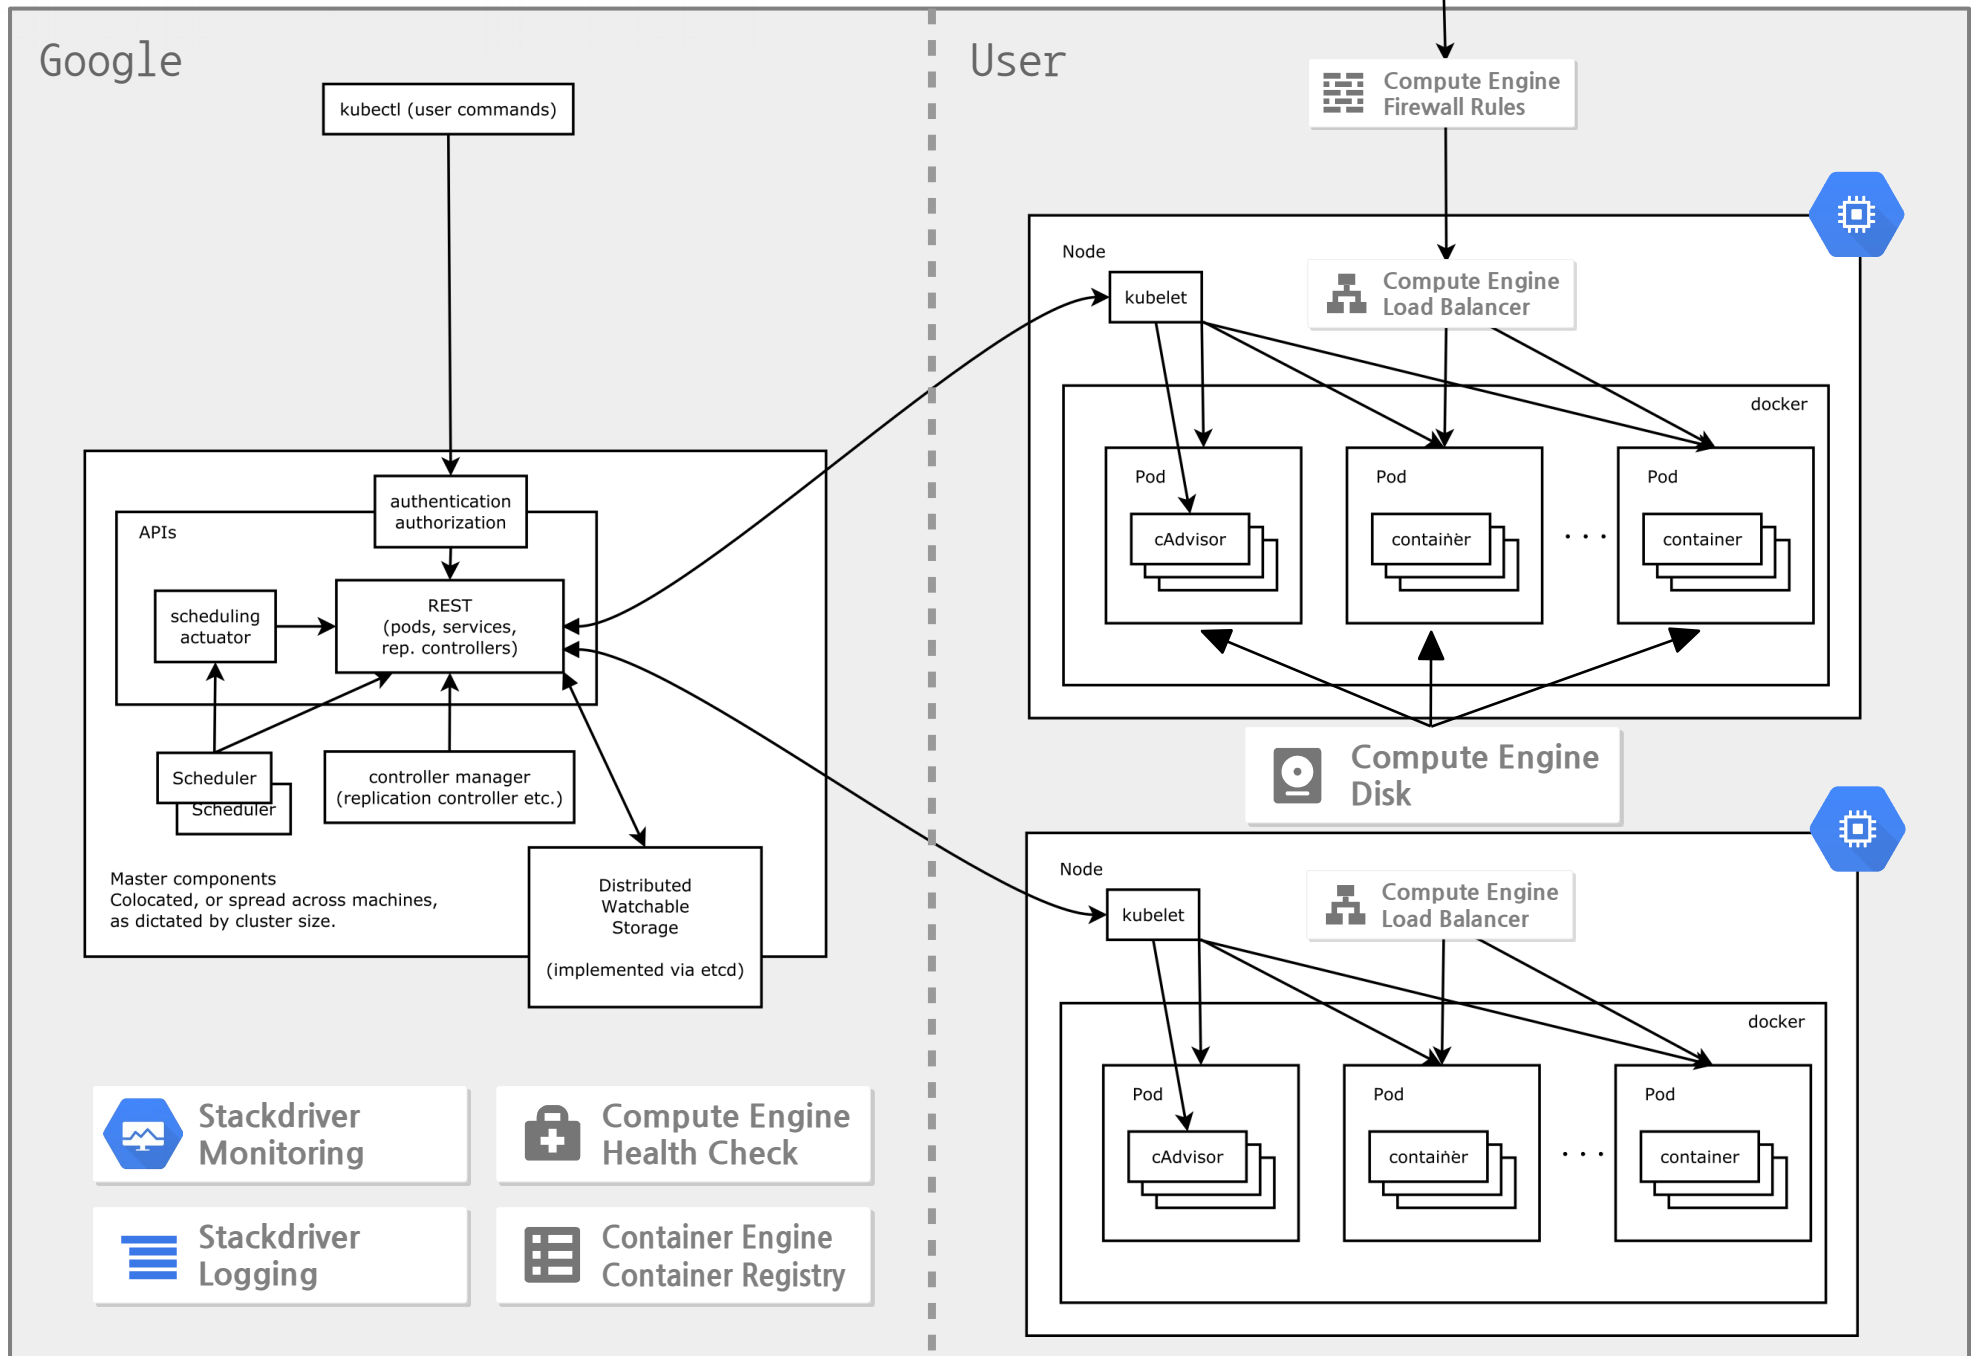 Google
User
kubectl (user commands)
Compute Engine
Firewall Rules
authentication
authorization
APIs
scheduling
actuator
REST
(pods, services,
rep. controllers)
Scheduler
Scheduler
controller manager
(replication controller etc.)
Master components
Colocated, or spread across machines,
as dictated by cluster size.
Distributed
Watchable
Storage
(implemented via etcd)
Stackdriver
Monitoring
Compute Engine
Health Check
Stackdriver
Logging
Container Engine
Container Registry
Node
kubelet
Compute Engine
Load Balancer
docker
Pod
cAdvisor
Pod
container
. . .
Pod
container
Compute Engine
Disk
Node
kubelet
Compute Engine
Load Balancer
docker
Pod
cAdvisor
Pod
container
. . .
Pod
container